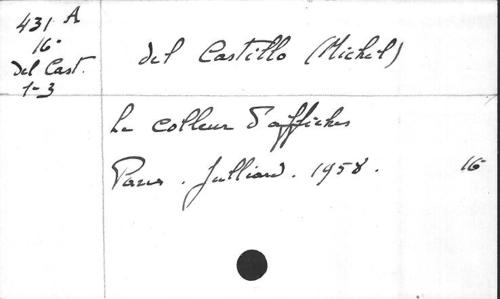 431 A
16°
Del Cast.
1-3
del Castillo (Michel)
Le colleur d'affiches
Paris. Julliard. 1958. 16°